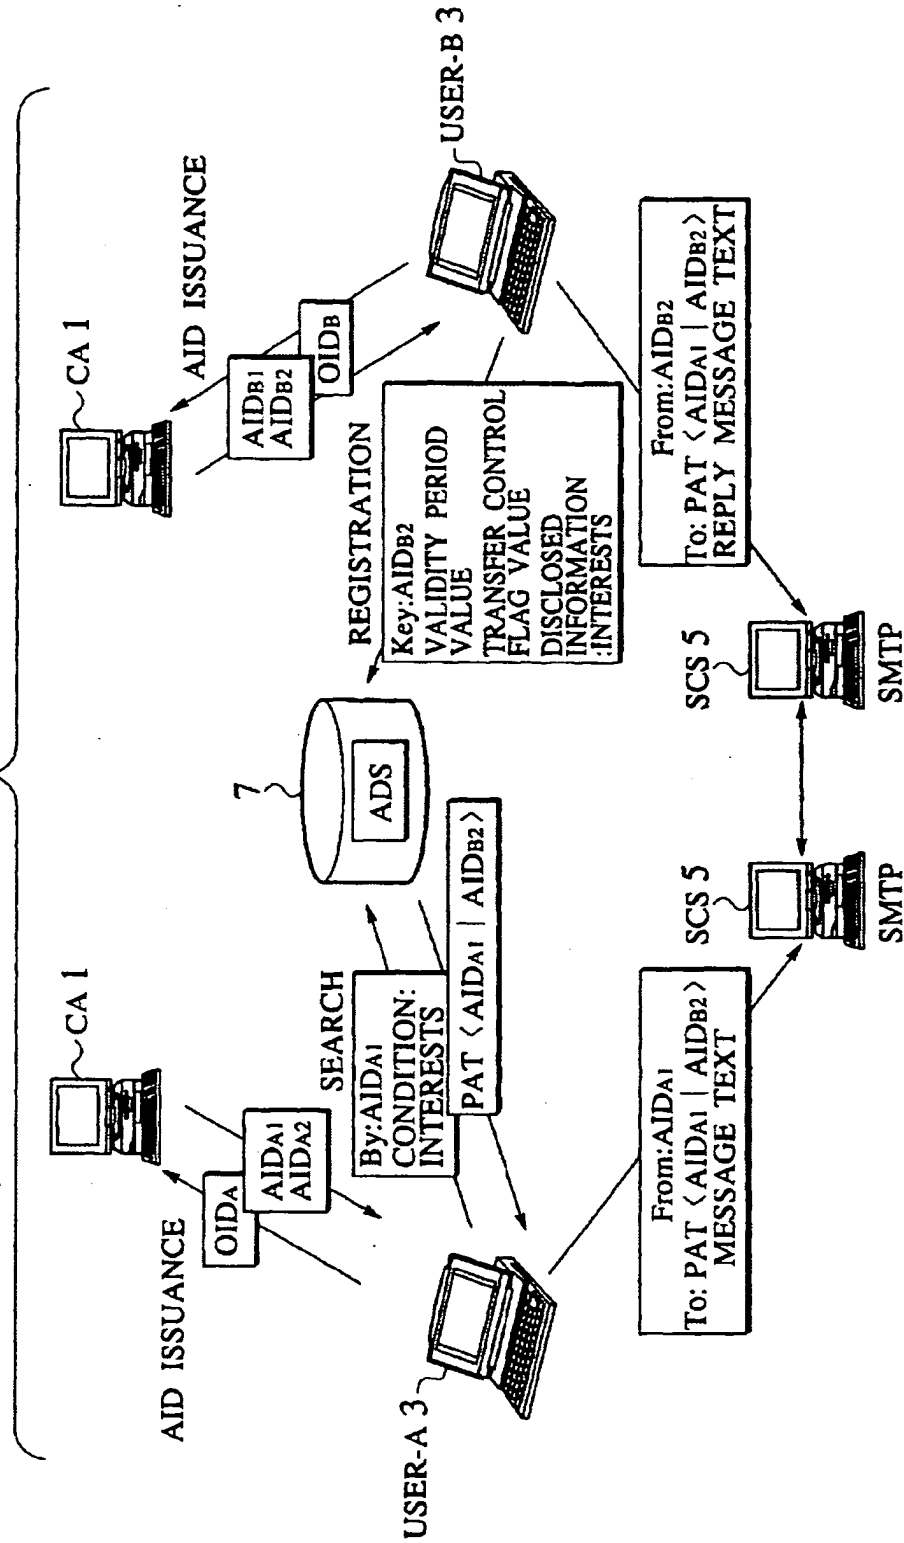 CA 1
CA 1
AID ISSUANCE
AID ISSUANCE
OIDA
AIDA1
AIDA2
AIDB1
AIDB2
OIDB
7
SEARCH
REGISTRATION
By:AIDA1
CONDITION:
INTERESTS
ADS
Key:AIDB2
VALIDITY PERIOD
VALUE
TRANSFER CONTROL
FLAG VALUE
DISCLOSED
INFORMATION
:INTERESTS
USER-A 3
USER-B 3
PAT〈AIDA1 | AIDB2〉
From:AIDA1
To: PAT〈AIDA1 | AIDB2〉
MESSAGE TEXT
From:AIDB2
To: PAT〈AIDA1 | AIDB2〉
REPLY MESSAGE TEXT
SCS 5
SCS 5
SMTP
SMTP